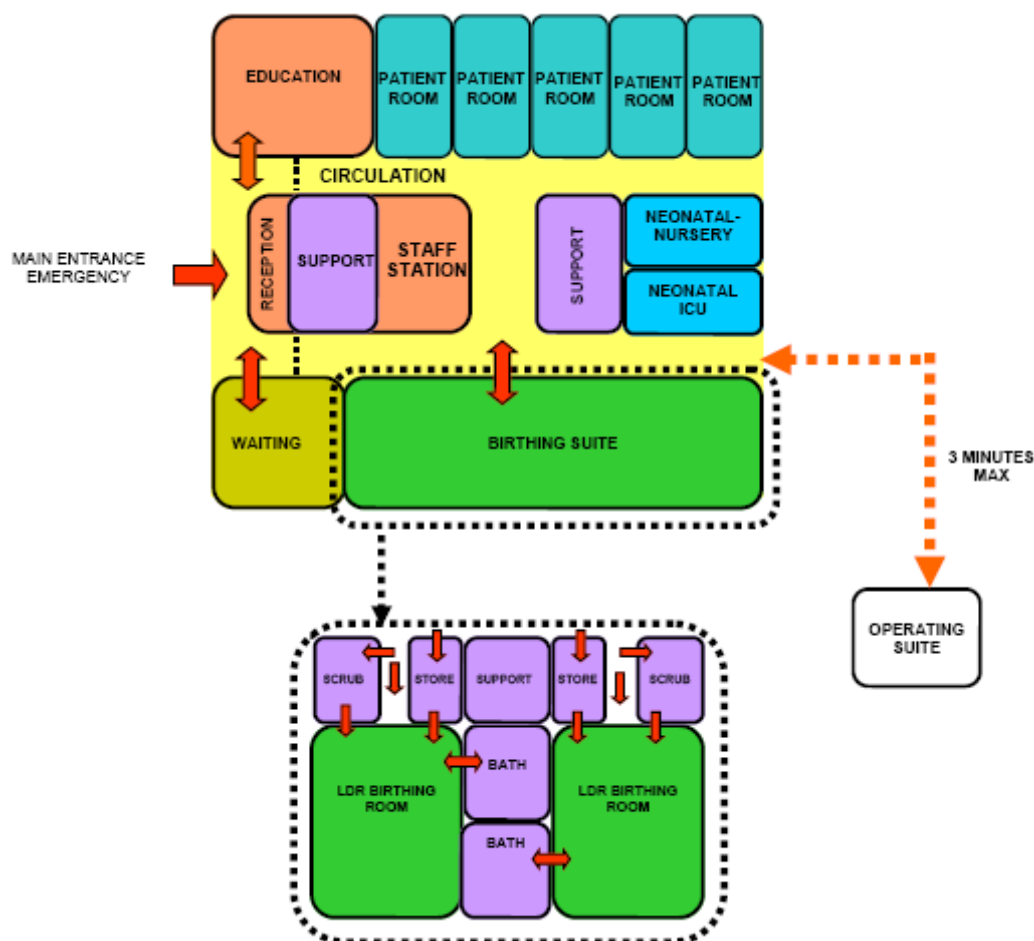 EDUCATION
PATIENT
ROOM
PATIENT
ROOM
PATIENT
ROOM
PATIENT
ROOM
PATIENT
ROOM
CIRCULATION
MAIN ENTRANCE
EMERGENCY
RECEPTION
SUPPORT
STAFF
STATION
SUPPORT
NEONATAL-
NURSERY
NEONATAL
ICU
WAITING
BIRTHING SUITE
3 MINUTES
MAX
OPERATING
SUITE
SCRUB
STORE
SUPPORT
STORE
SCRUB
LDR BIRTHING
ROOM
BATH
LDR BIRTHING
ROOM
BATH